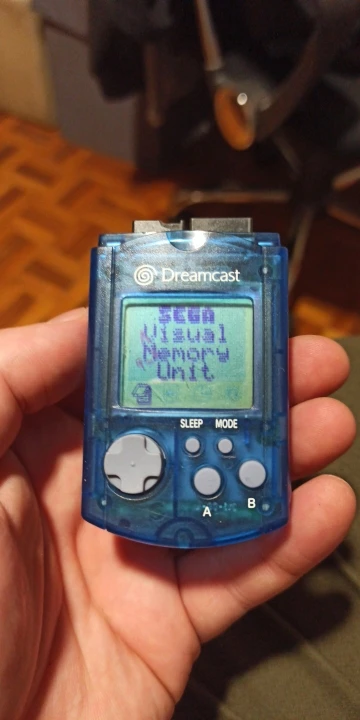 Dreamcast
SEGA
Visual
Memory
Unit
SLEEP MODE
A B